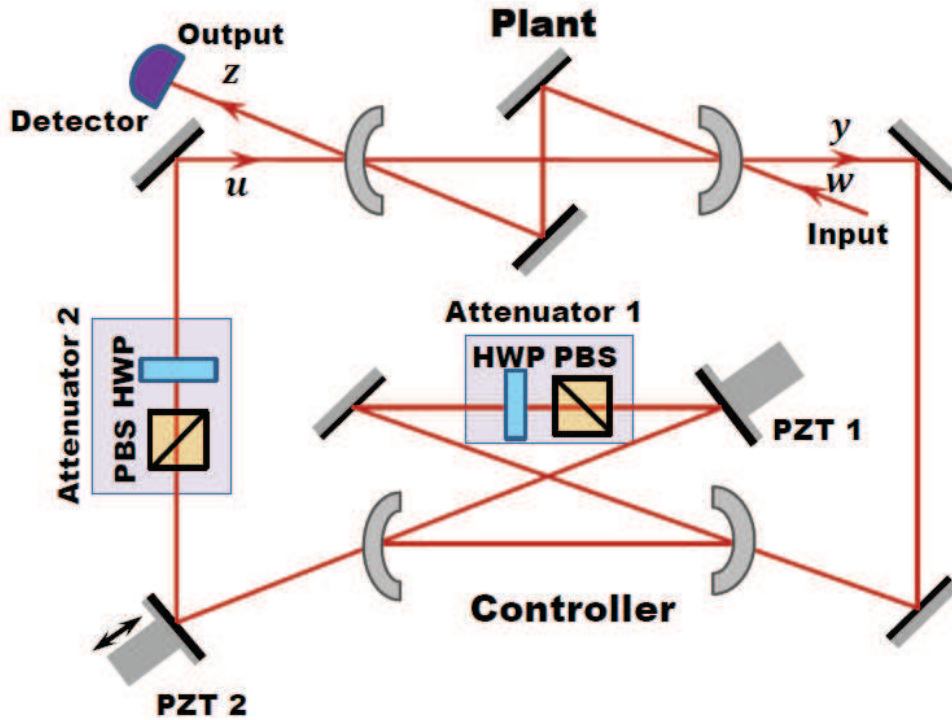 Plant
Output
z
Detector
u
y
w
Input
Attenuator 2
HWP
PBS
Attenuator 1
HWP PBS
PZT 1
Controller
PZT 2